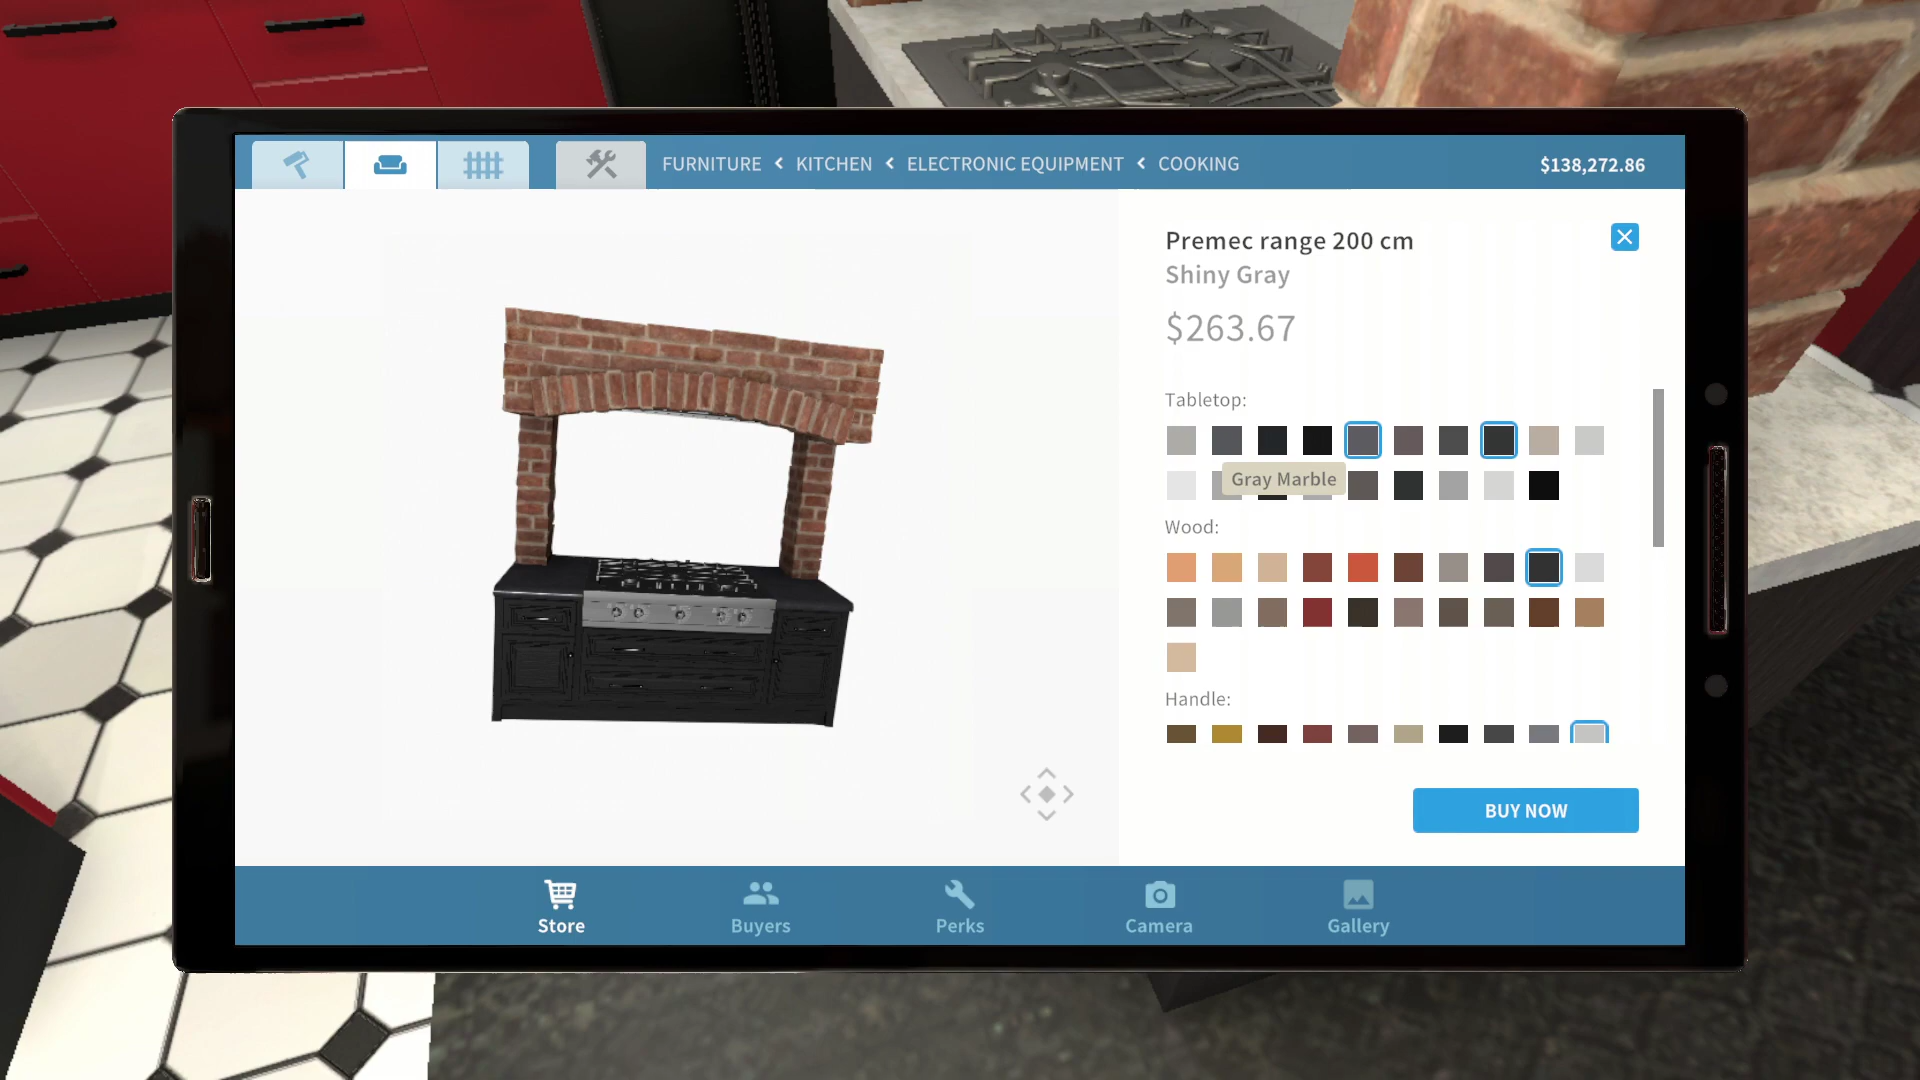 FURNITURE < KITCHEN < ELECTRONIC EQUIPMENT < COOKING
$138,272.86
Premec range 200 cm
Shiny Gray
$263.67
Tabletop:
Gray Marble
Wood:
Handle:
BUY NOW
Store
Buyers
Perks
Camera
Gallery